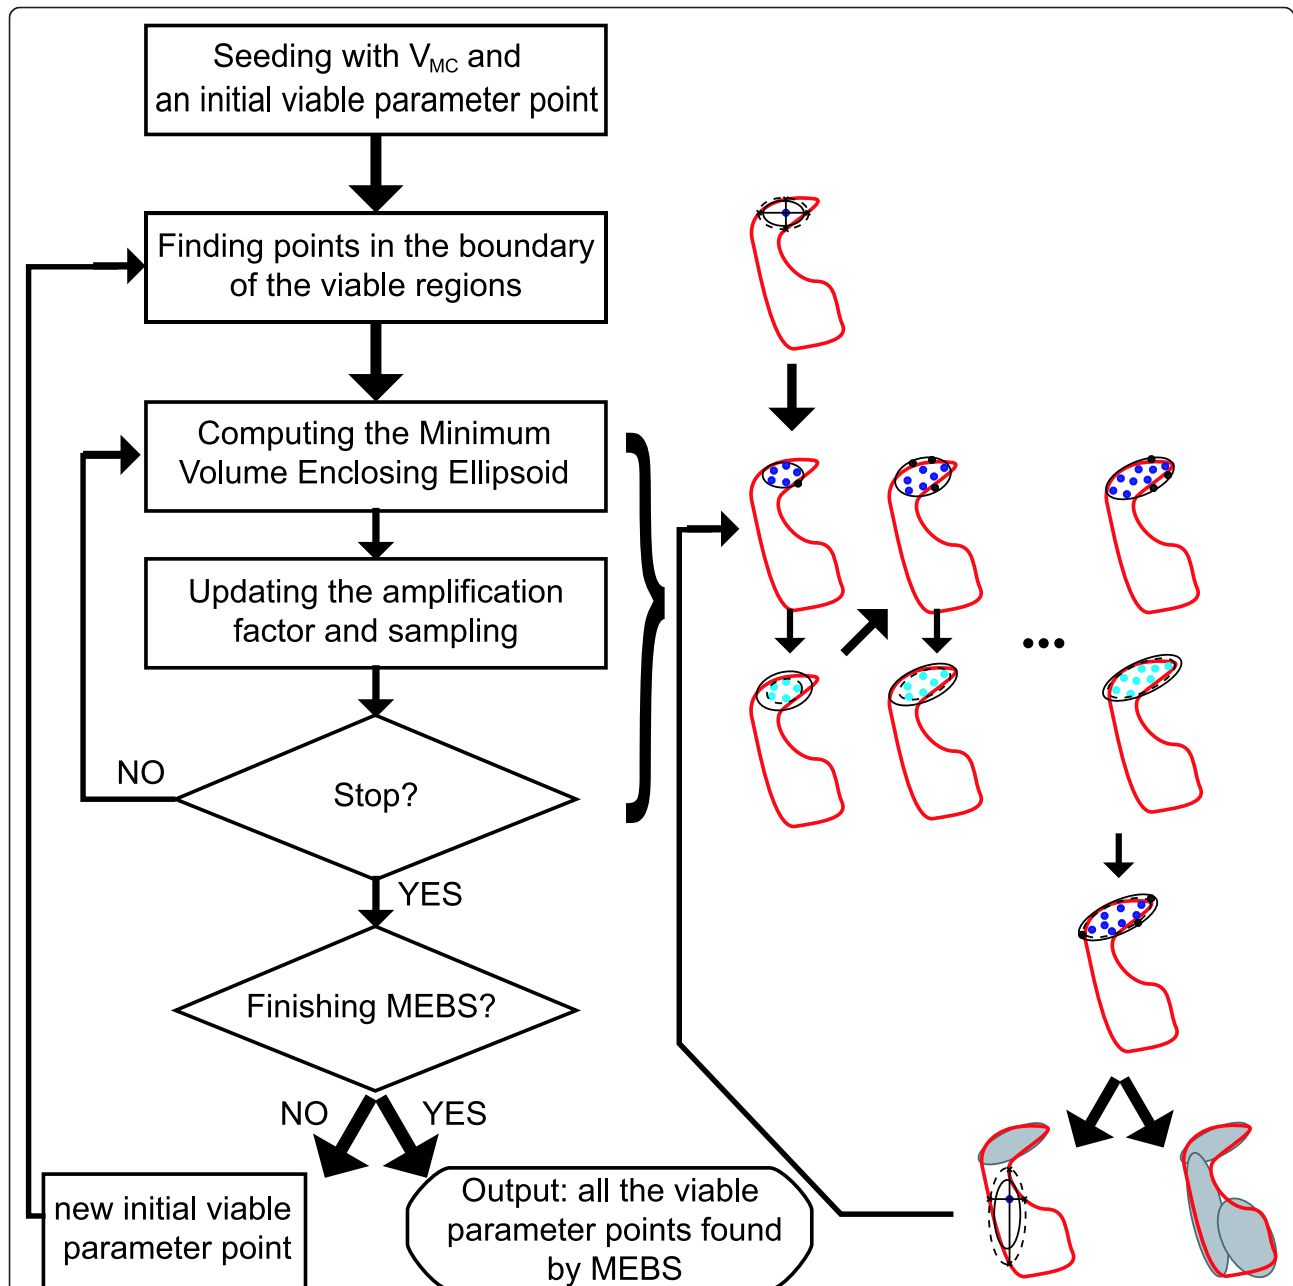 Seeding with VMC and
an initial viable parameter point
Finding points in the boundary
of the viable regions
Computing the Minimum
Volume Enclosing Ellipsoid
Updating the amplification
factor and sampling
NO
Stop?
YES
Finishing MEBS?
NO
YES
new initial viable
parameter point
Output: all the viable
parameter points found
by MEBS